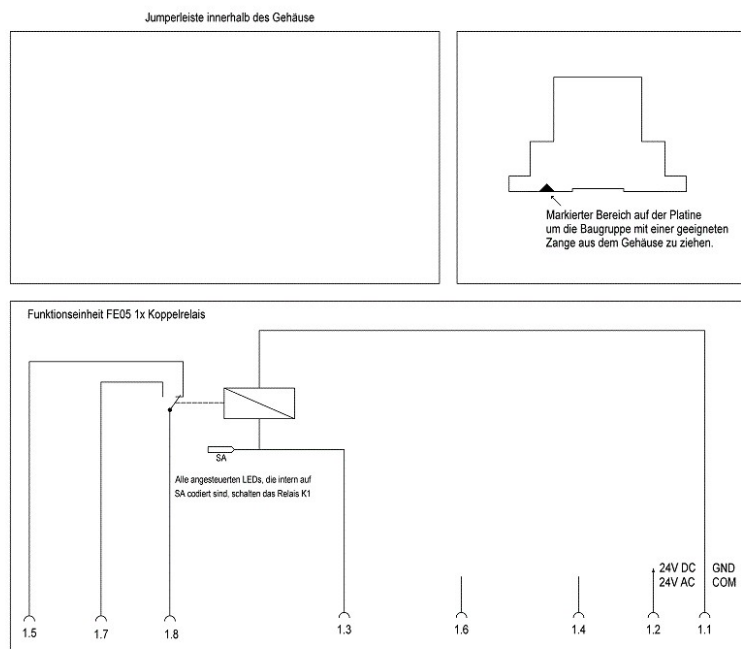 Jumperleiste innerhalb des Gehäuse
Markierter Bereich auf der Platine
um die Baugruppe mit einer geeigneten
Zange aus dem Gehäuse zu ziehen.
Funktionseinheit FE05 1x Koppelrelais
SA
Alle angesteuerten LEDs, die intern auf
SA codiert sind, schalten das Relais K1
24V DC GND
24V AC COM
1.5 1.7 1.8 1.3 1.6 1.4 1.2 1.1